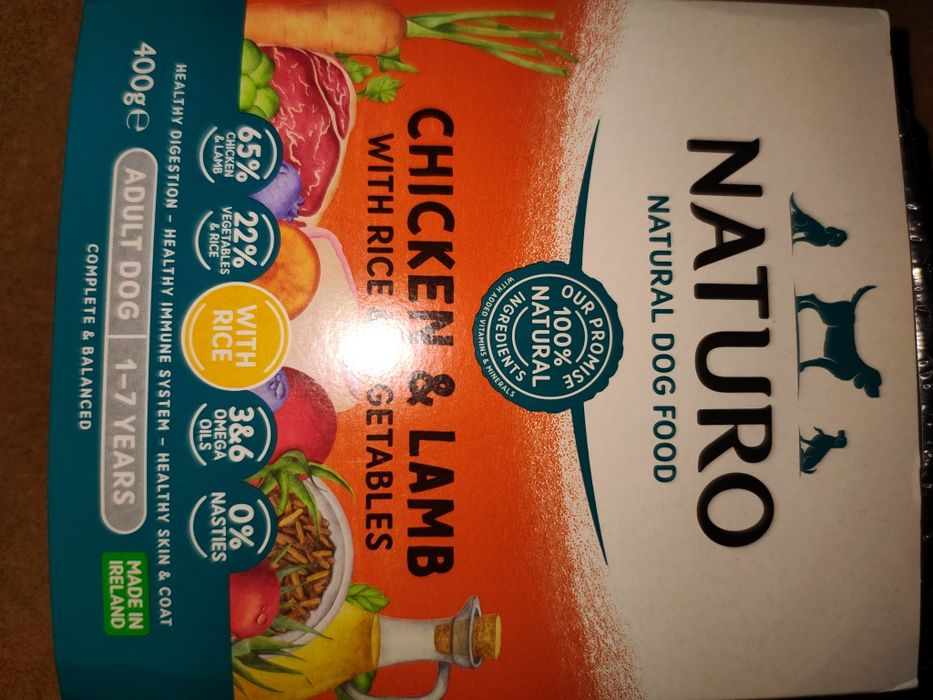 NATURO
NATURAL DOG FOOD
OUR PROMISE
100%
NATURAL
INGREDIENTS
WITH ADDED VITAMINS & MINERALS
CHICKEN & LAMB
WITH RICE GETABLES
65%
CHICKEN
& LAMB
22%
VEGETABLES
& RICE
WITH
RICE
3&6
OMEGA
OILS
0%
NASTIES
HEALTHY DIGESTION – HEALTHY IMMUNE SYSTEM – HEALTHY SKIN & COAT
400g℮
ADULT DOG | 1–7 YEARS
MADE IN
IRELAND
COMPLETE & BALANCED